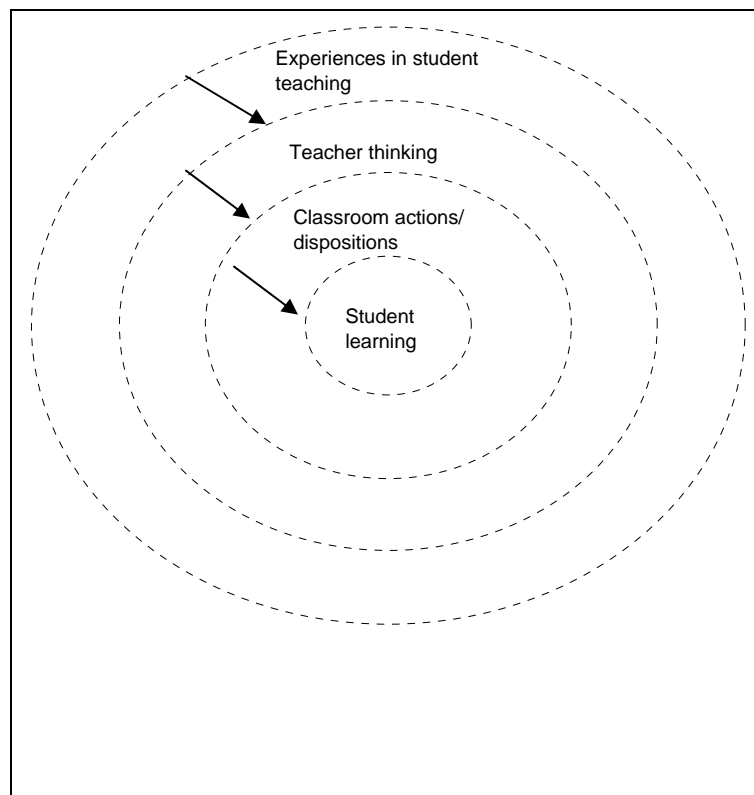 Experiences in student
teaching
Teacher thinking
Classroom actions/
dispositions
Student
learning